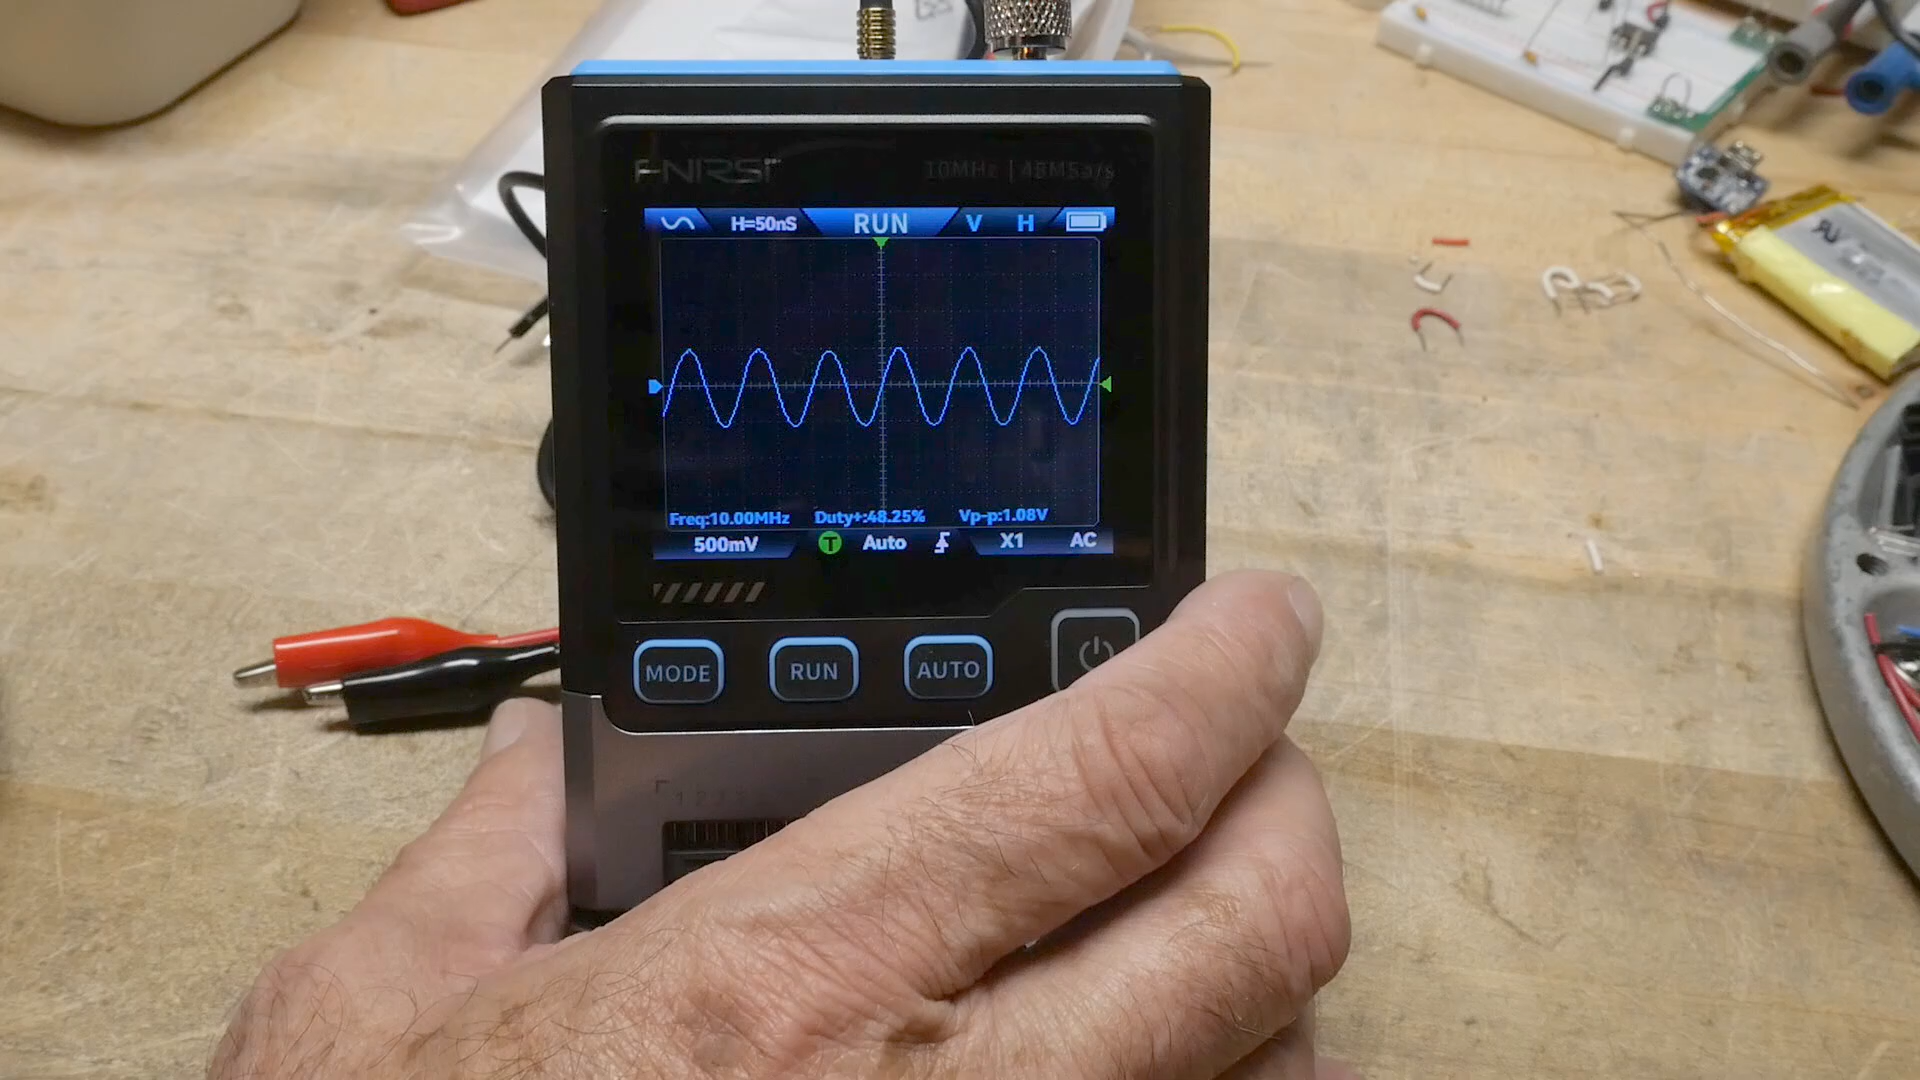 FNIRSI
10MHz | 48MSa/s
H=50nS RUN V H
Freq:10.00MHz Duty+:48.25% Vp-p:1.08V
500mV T Auto X1 AC
MODE RUN AUTO